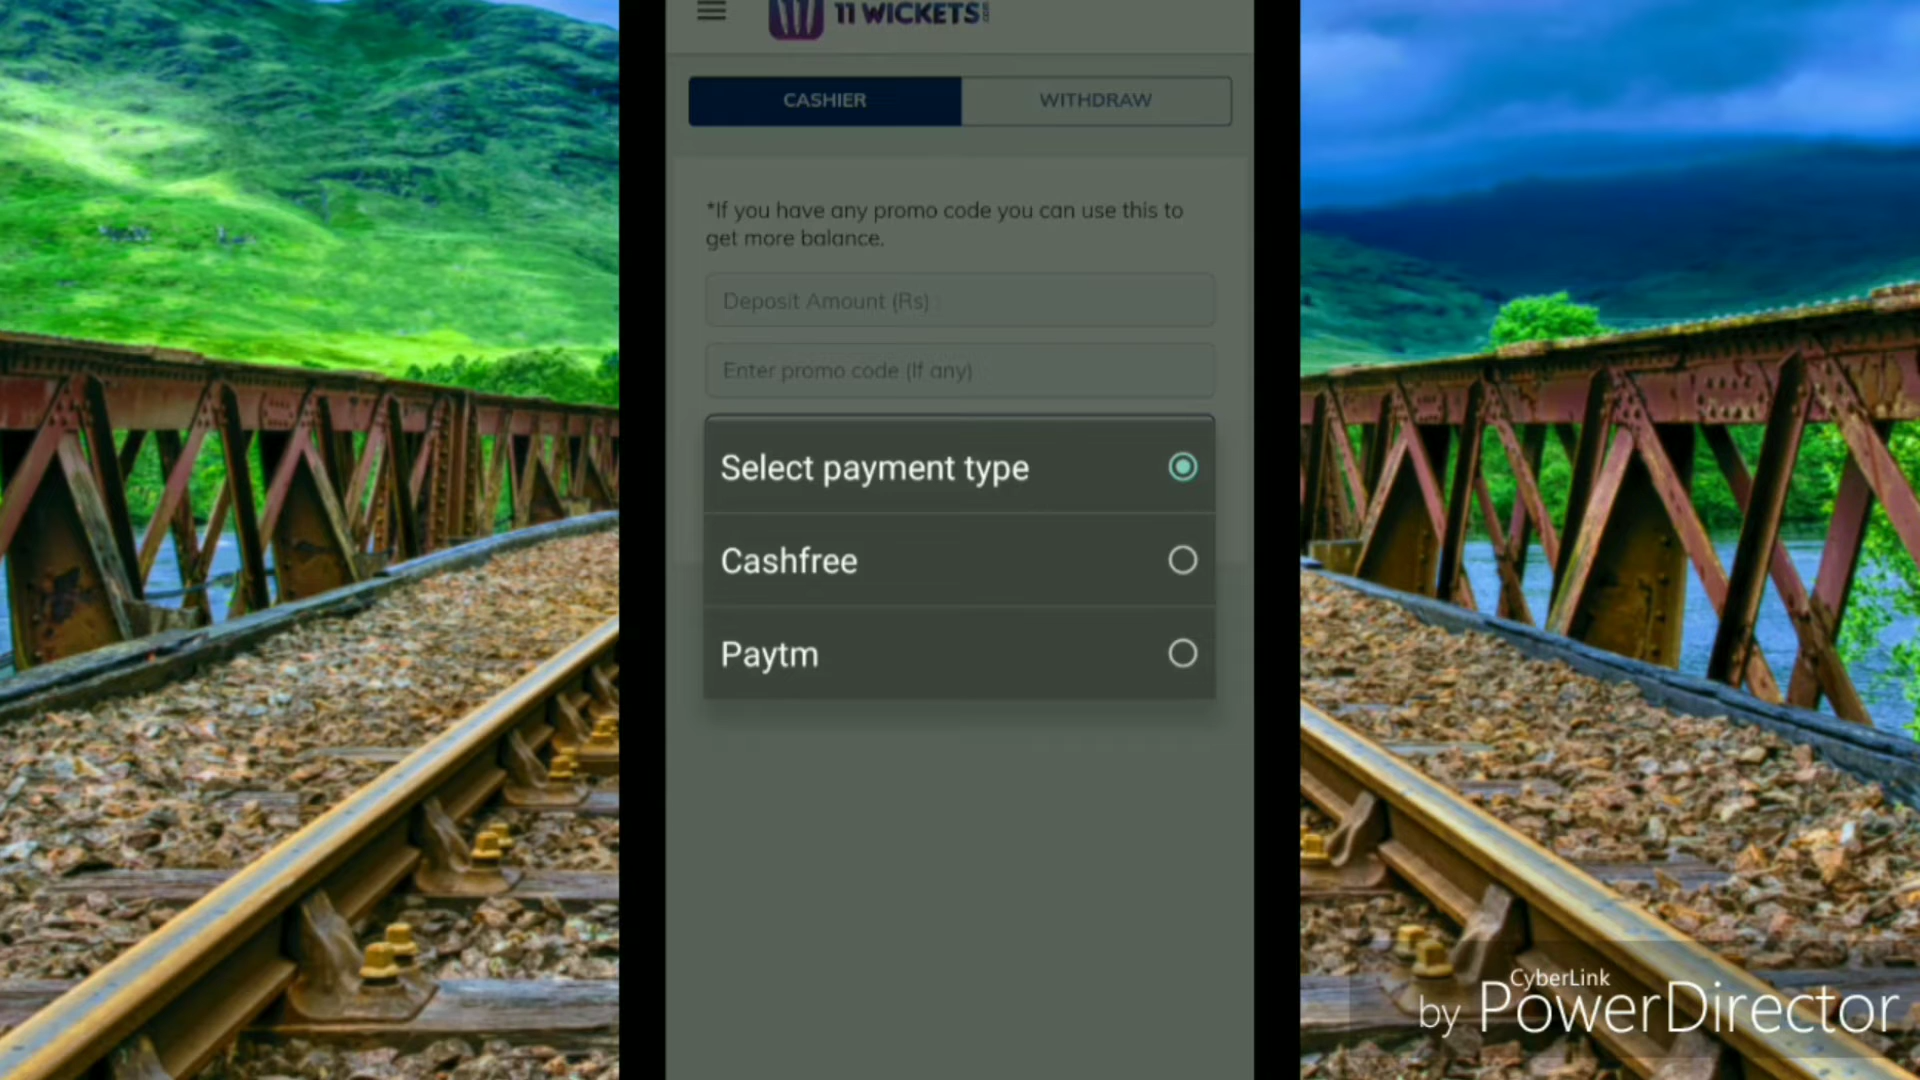 11 WICKETS.com
CASHIER
WITHDRAW
*If you have any promo code you can use this to
get more balance.
Deposit Amount (Rs)
Enter promo code (If any)
Select payment type
Cashfree
Paytm
CyberLink
by PowerDirector